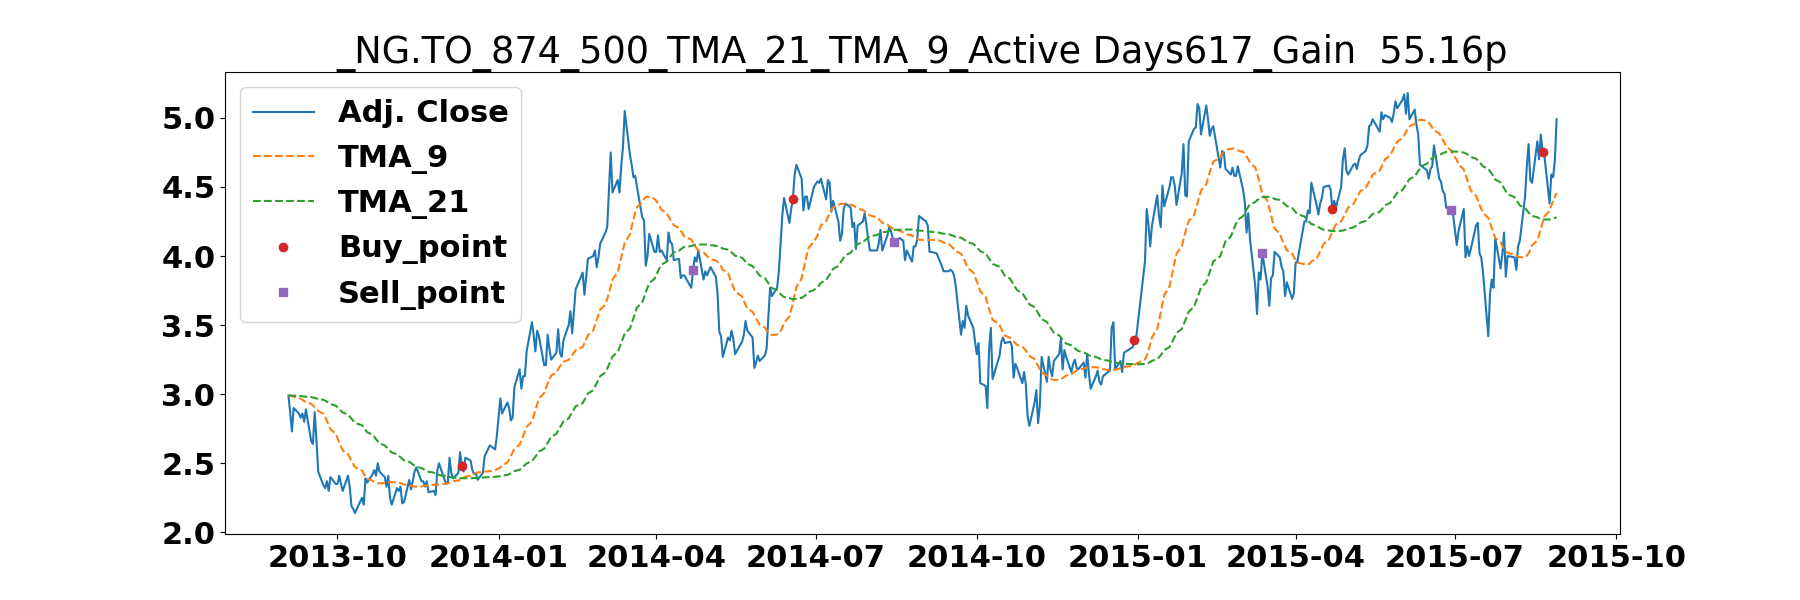 _NG.TO_874_500_TMA_21_TMA_9_Active Days617_Gain  55.16p
Adj. Close
TMA_9
TMA_21
Buy_point
Sell_point
5.0
4.5
4.0
3.5
3.0
2.5
2.0
2013-10 2014-01 2014-04 2014-07 2014-10 2015-01 2015-04 2015-07 2015-10